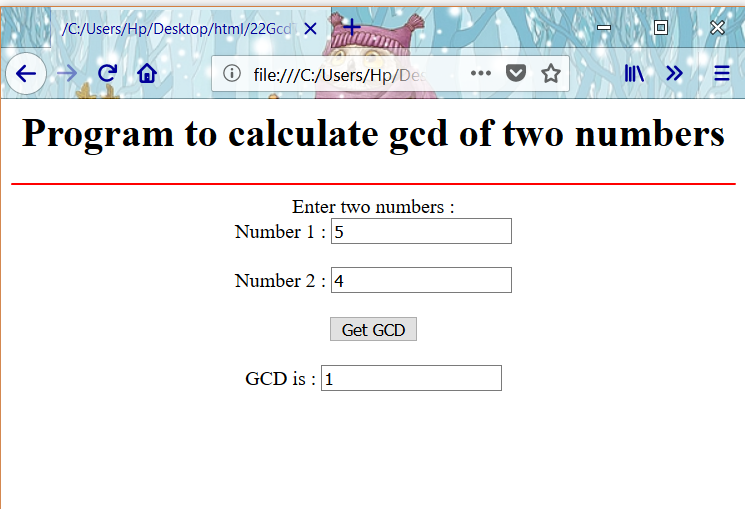 /C:/Users/Hp/Desktop/html/22Gcd
file:///C:/Users/Hp/Des
Program to calculate gcd of two numbers
Enter two numbers :
Number 1 : 5
Number 2 : 4
Get GCD
GCD is : 1